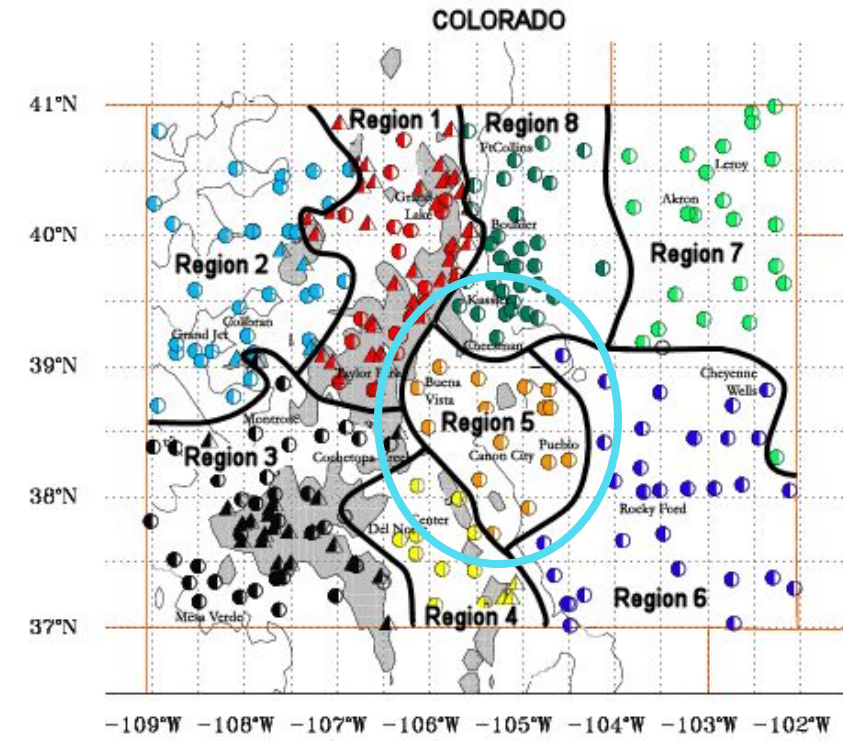 COLORADO
41°N
Region 1
Region 8
FtCollins
Leroy
Grand
Lake
Akron
40°N
Boulder
Region 2
Region 7
Kassler
Collbran
Grand Jct
Cheesman
39°N
Taylor Park
Buena
Vista
Cheyenne
Wells
Montrose
Region 5
Region 3
Cochetopa Creek
Canon City
Pueblo
38°N
Rocky Ford
Del Norte
Center
Mesa Verde
Region 4
Region 6
37°N
-109°W -108°W -107°W -106°W -105°W -104°W -103°W -102°W